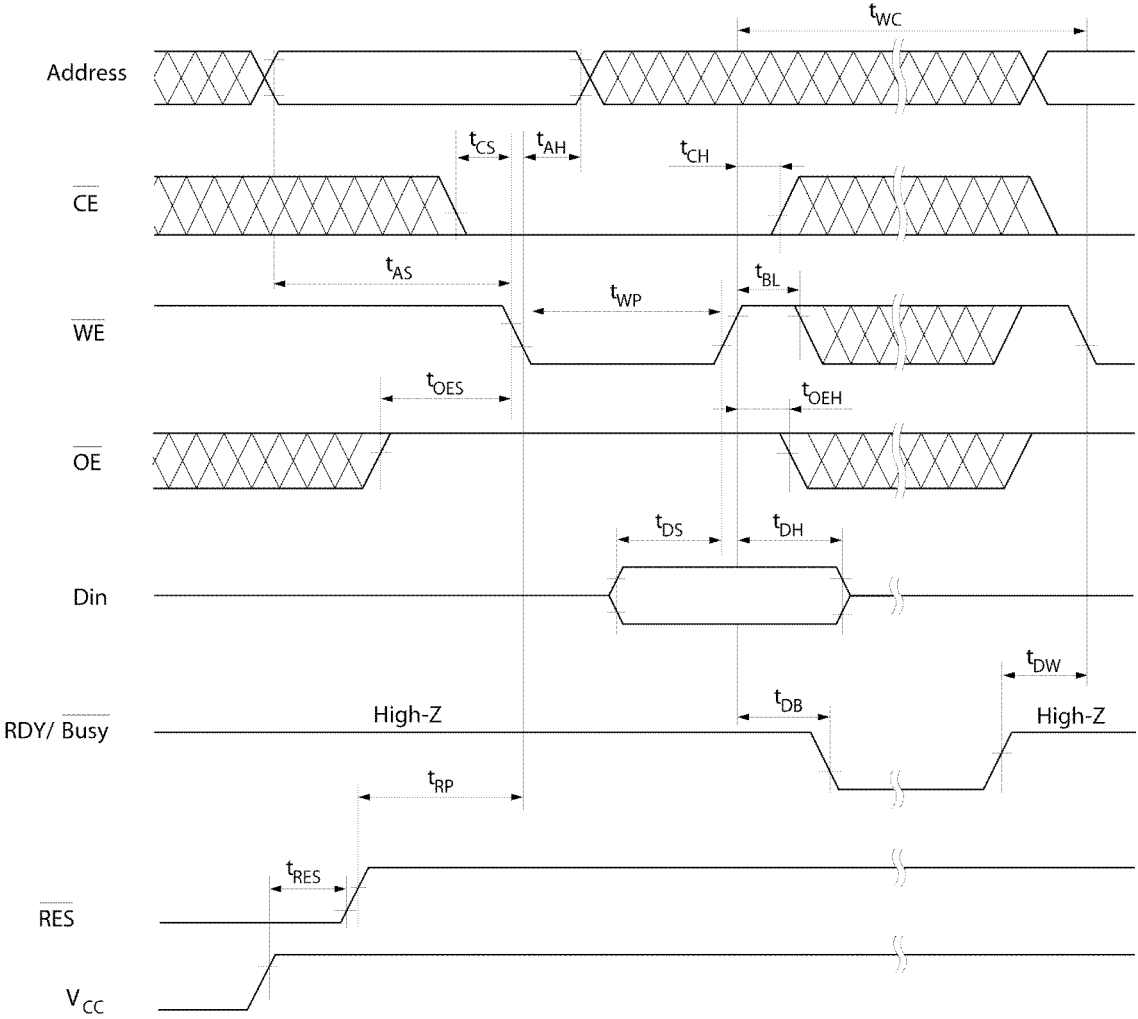 tWC
Address
tCS
tAH
tCH
CE
tAS
tBL
tWP
WE
tOES
tOEH
OE
tDS
tDH
Din
tDW
High-Z
tDB
High-Z
RDY/ Busy
tRP
tRES
RES
VCC